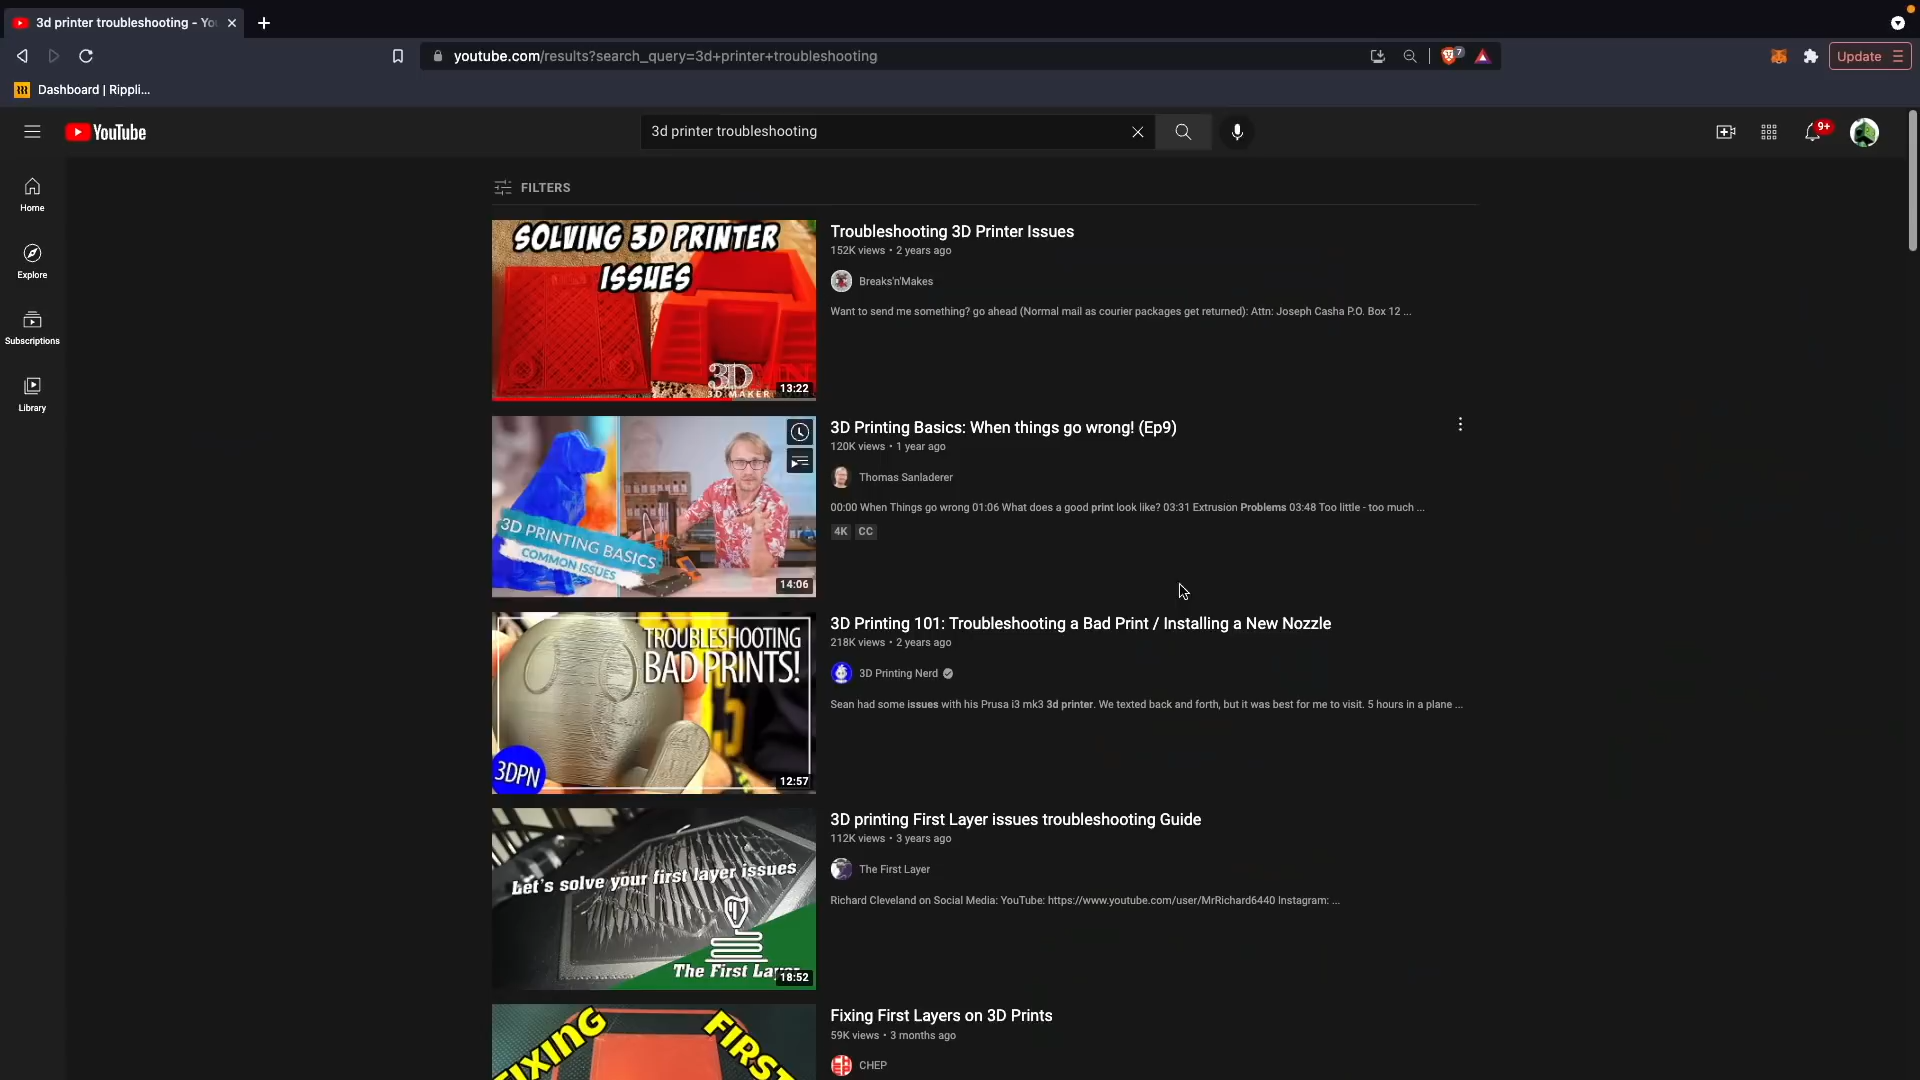 3d printer troubleshooting - Yo
youtube.com/results?search_query=3d+printer+troubleshooting
7
Update
Dashboard | Rippli...
YouTube
3d printer troubleshooting
9+
Home
Explore
Subscriptions
Library
FILTERS
SOLVING 3D PRINTER
ISSUES
3D
3D MAKER
13:22
Troubleshooting 3D Printer Issues
152K views • 2 years ago
Breaks'n'Makes
Want to send me something? go ahead (Normal mail as courier packages get returned): Attn: Joseph Casha P.O. Box 12 ...
3D PRINTING BASICS
COMMON ISSUES
14:06
3D Printing Basics: When things go wrong! (Ep9)
120K views • 1 year ago
Thomas Sanladerer
00:00 When Things go wrong 01:06 What does a good print look like? 03:31 Extrusion Problems 03:48 Too little - too much ...
4K CC
TROUBLESHOOTING
BAD PRINTS!
3DPN
12:57
3D Printing 101: Troubleshooting a Bad Print / Installing a New Nozzle
218K views • 2 years ago
3D Printing Nerd
Sean had some issues with his Prusa i3 mk3 3d printer. We texted back and forth, but it was best for me to visit. 5 hours in a plane ...
Let's solve your first layer issues
The First Lay
18:52
3D printing First Layer issues troubleshooting Guide
112K views • 3 years ago
The First Layer
Richard Cleveland on Social Media: YouTube: https://www.youtube.com/user/MrRichard6440 Instagram: ...
FIXING
FIRST
Fixing First Layers on 3D Prints
59K views • 3 months ago
CHEP